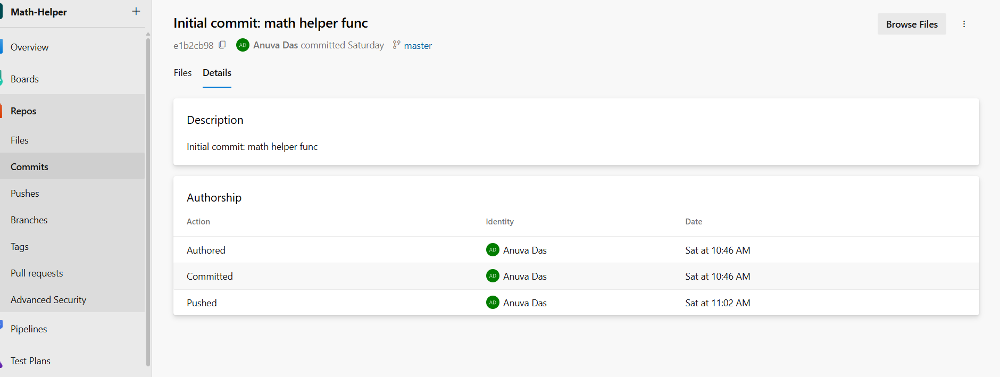 Math-Helper
Overview
Boards
Repos
Files
Commits
Pushes
Branches
Tags
Pull requests
Advanced Security
Pipelines
Test Plans
Initial commit: math helper func
Browse Files
e1b2cb98 AD Anuva Das committed Saturday master
Files Details
Description
Initial commit: math helper func
Authorship
Action Identity Date
Authored AD Anuva Das Sat at 10:46 AM
Committed AD Anuva Das Sat at 10:46 AM
Pushed AD Anuva Das Sat at 11:02 AM